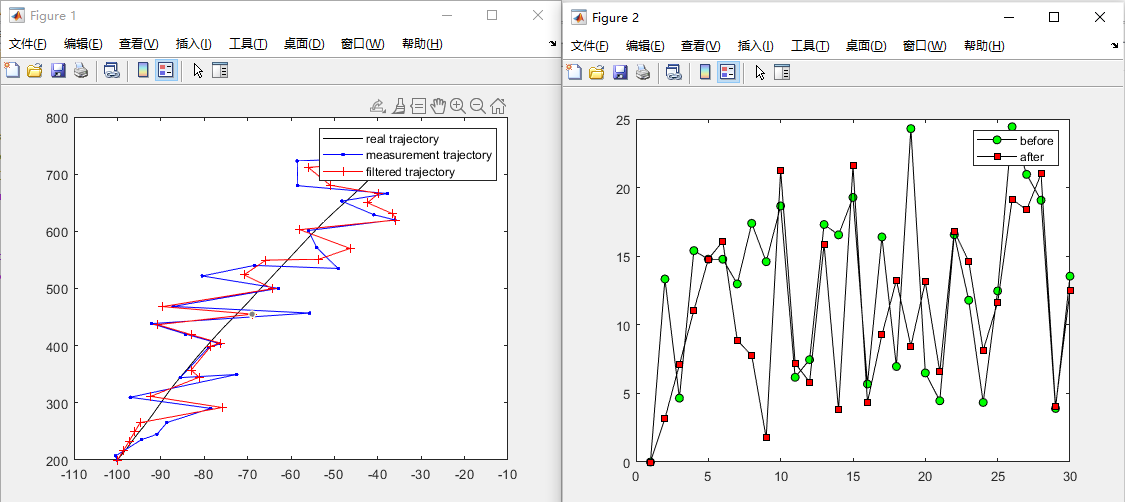 Figure 1
文件(F) 编辑(E) 查看(V) 插入(I) 工具(T) 桌面(D) 窗口(W) 帮助(H)
800
700
600
500
400
300
200
-110 -100 -90 -80 -70 -60 -50 -40 -30 -20 -10
real trajectory
measurement trajectory
filtered trajectory
Figure 2
文件(F) 编辑(E) 查看(V) 插入(I) 工具(T) 桌面(D) 窗口(W) 帮助(H)
25
20
15
10
5
0
0 5 10 15 20 25 30
before
after